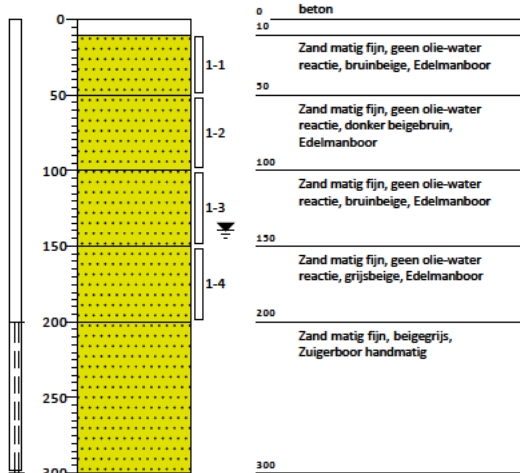 0
50
100
150
200
250
300
1-1
1-2
1-3
1-4
0
beton
10
Zand matig fijn, geen olie-water
reactie, bruinbeige, Edelmanboor
50
Zand matig fijn, geen olie-water
reactie, donker beigebruin,
Edelmanboor
100
Zand matig fijn, geen olie-water
reactie, bruinbeige, Edelmanboor
150
Zand matig fijn, geen olie-water
reactie, grijsbeige, Edelmanboor
200
Zand matig fijn, beigegrijs,
Zuigerboor handmatig
300